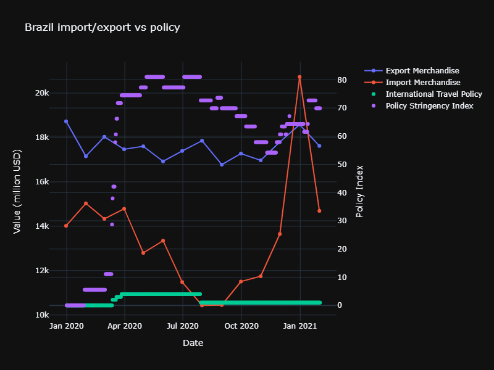 Brazil import/export vs policy
Export Merchandise
Import Merchandise
International Travel Policy
Policy Stringency Index
20k
18k
16k
14k
12k
10k
Value (millon USD)
80
70
60
50
40
30
20
10
0
Policy Index
Jan 2020
Apr 2020
Jul 2020
Oct 2020
Jan 2021
Date